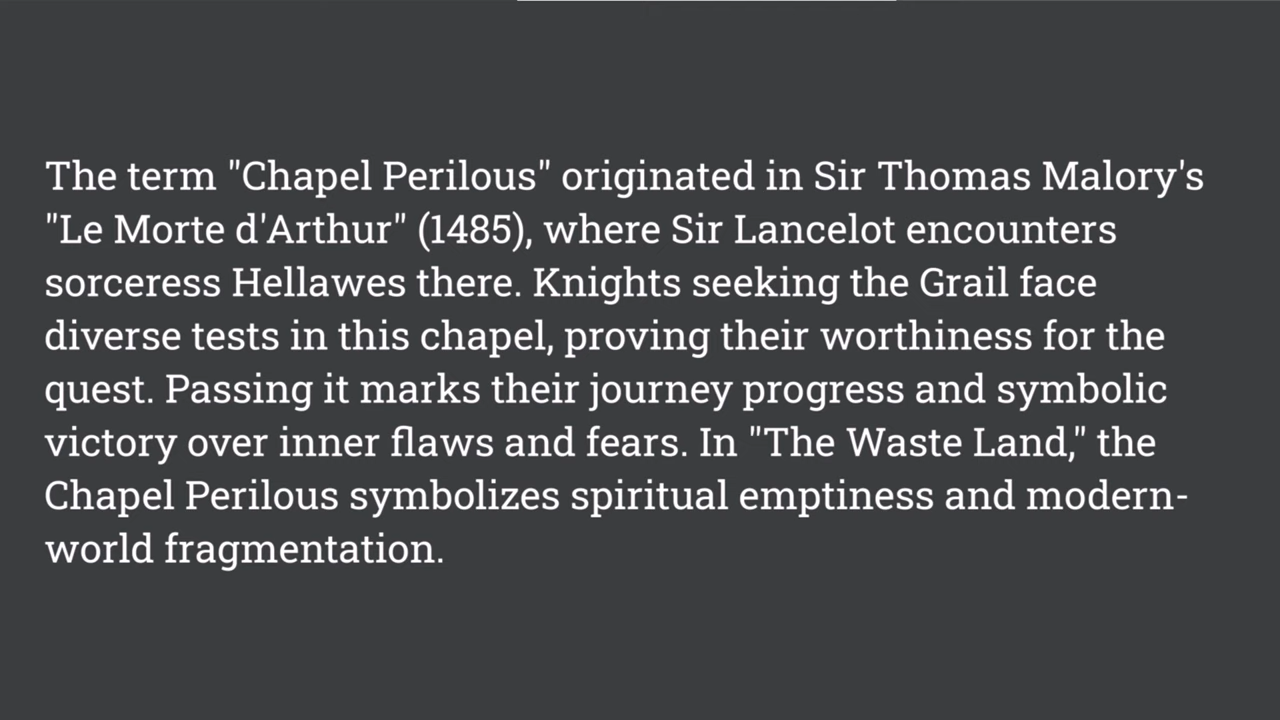 The term "Chapel Perilous" originated in Sir Thomas Malory's
"Le Morte d'Arthur" (1485), where Sir Lancelot encounters
sorceress Hellawes there. Knights seeking the Grail face
diverse tests in this chapel, proving their worthiness for the
quest. Passing it marks their journey progress and symbolic
victory over inner flaws and fears. In "The Waste Land," the
Chapel Perilous symbolizes spiritual emptiness and modern-
world fragmentation.